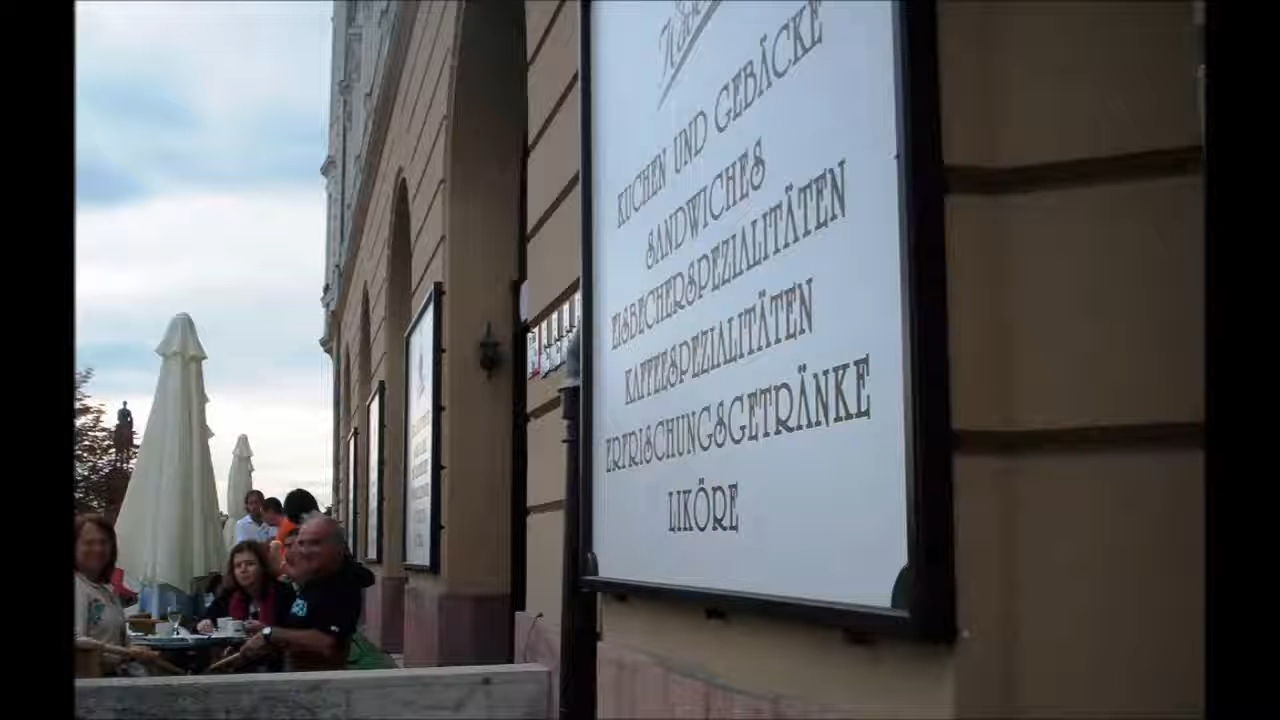 KUCHEN UND GEBÄCKE
SANDWICHES
EISBECHERSPEZIALITÄTEN
KAFFEESPEZIALITÄTEN
ERFRISCHUNGSGETRÄNKE
LIKÖRE